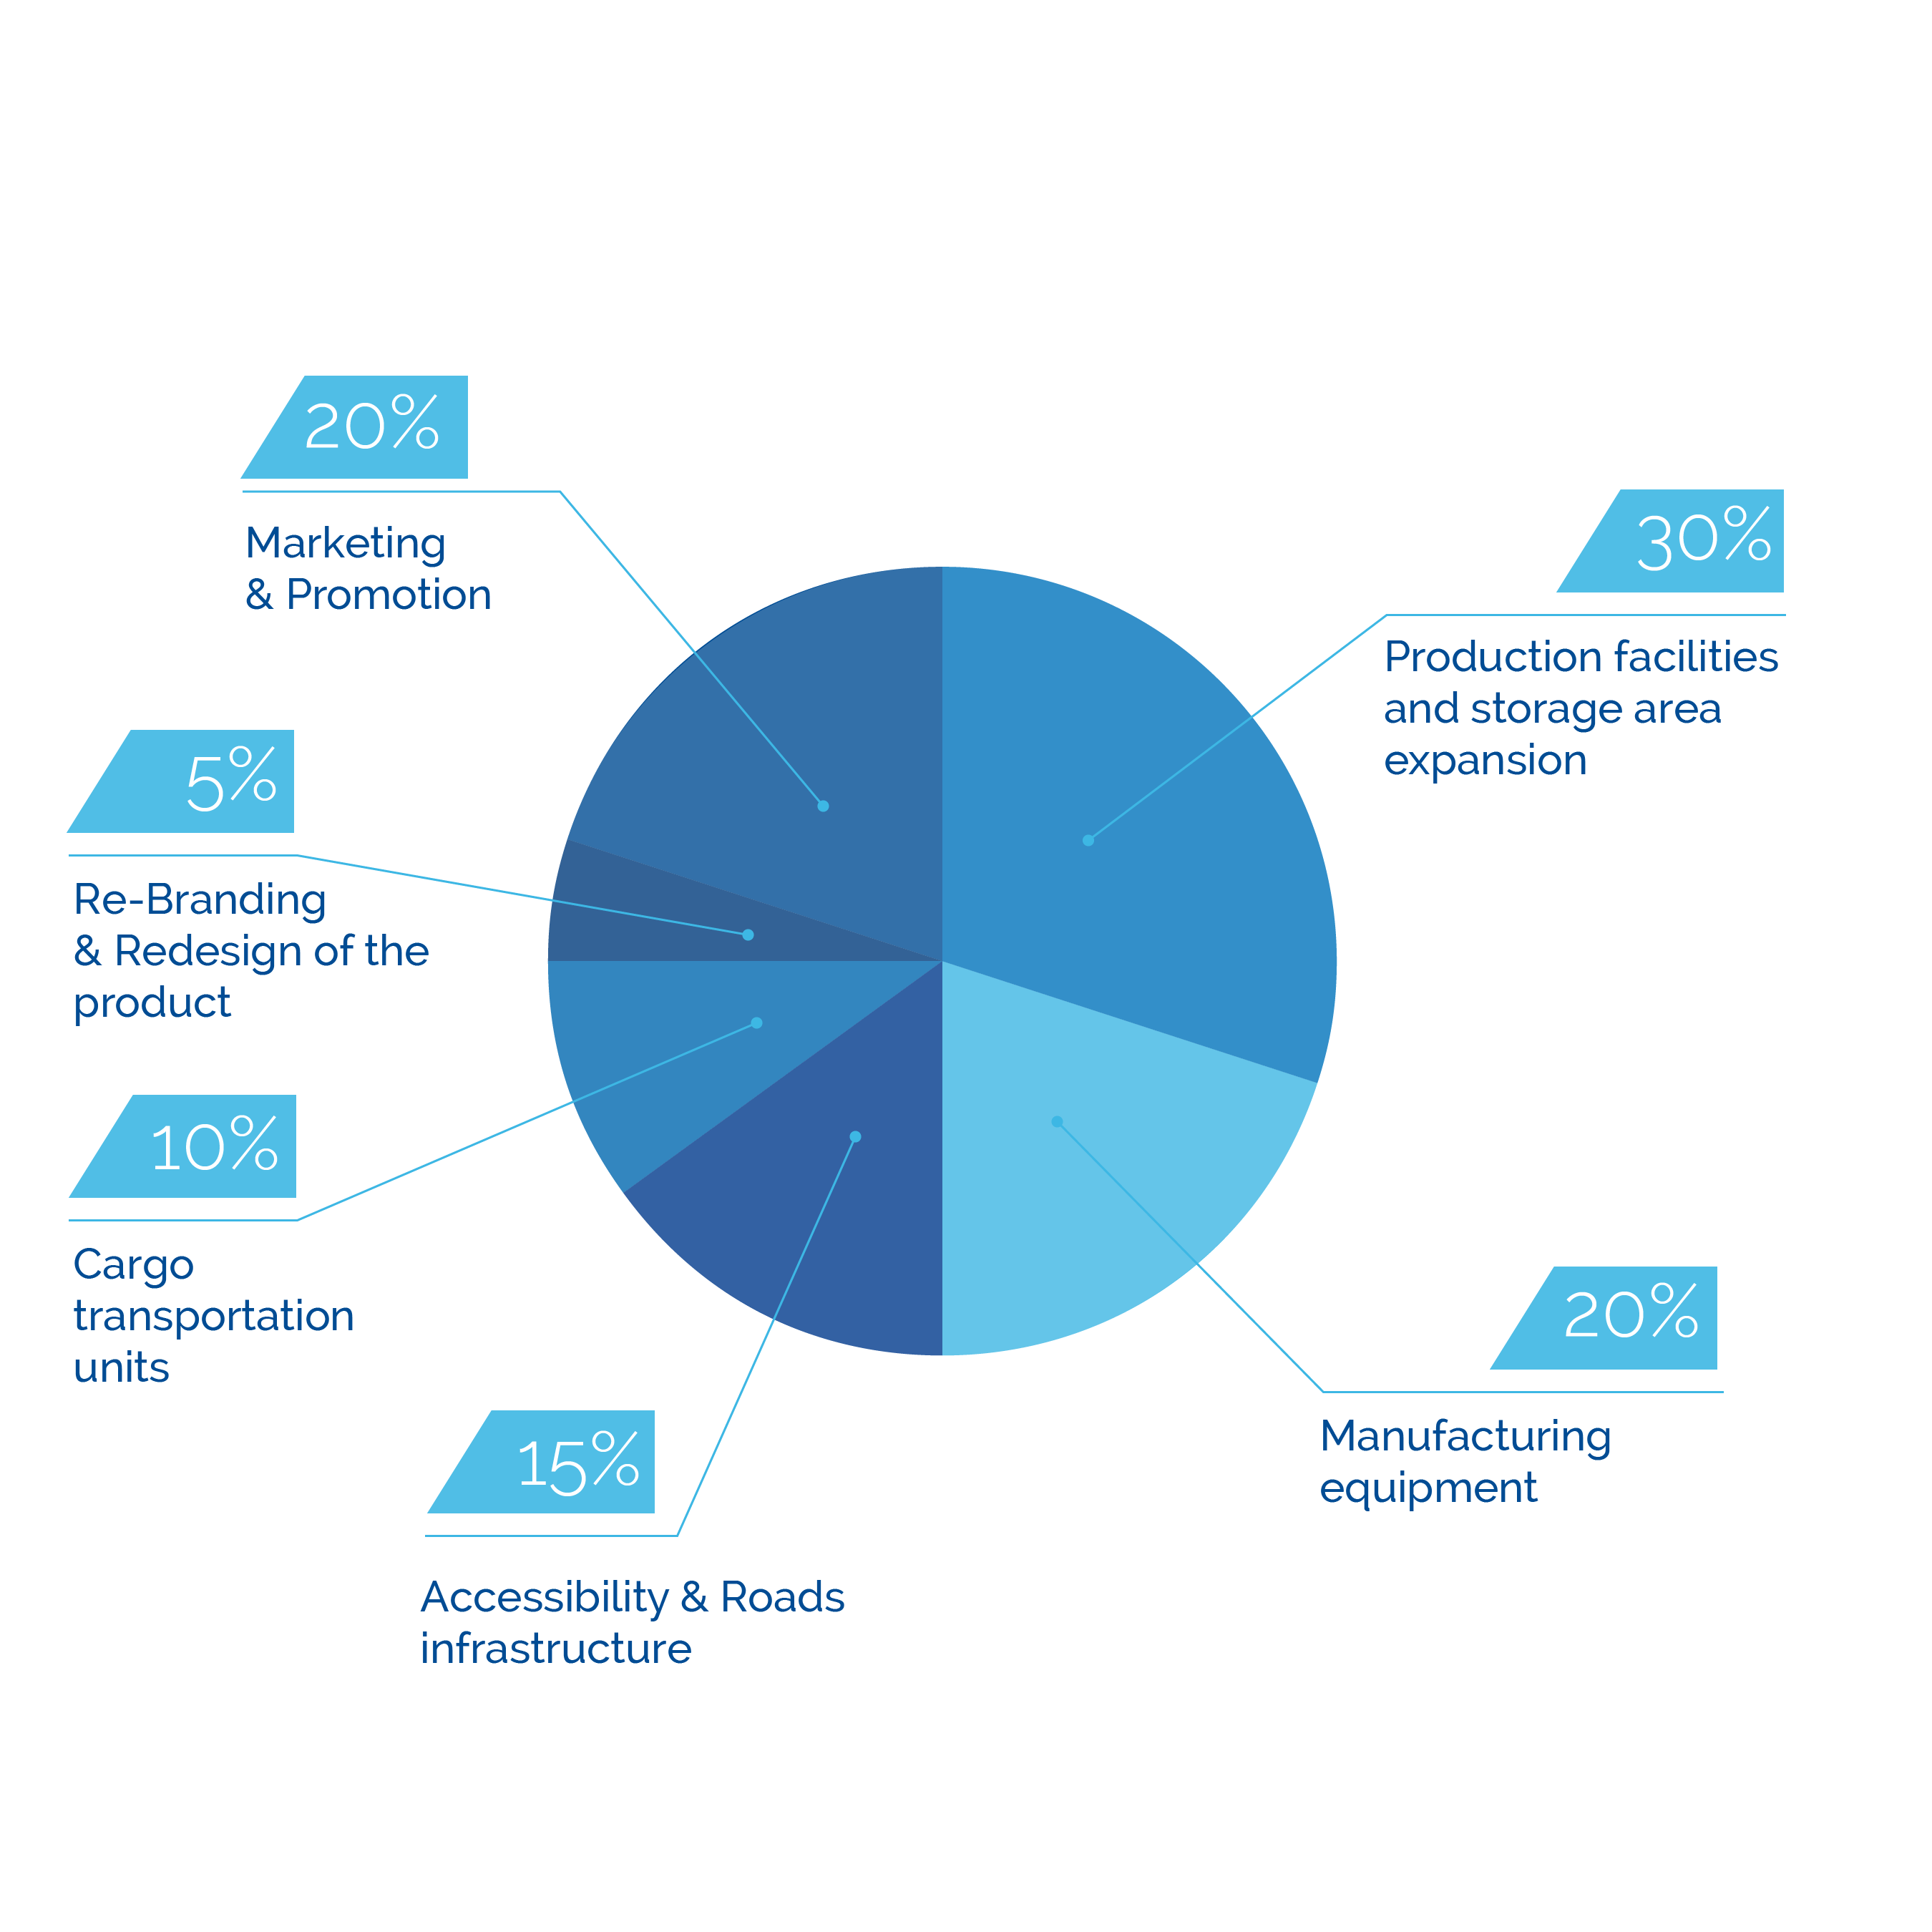 20%
Marketing
& Promotion
30%
Production facilities
and storage area
expansion
5%
Re-Branding
& Redesign of the
product
10%
Cargo
transportation
units
20%
Manufacturing
equipment
15%
Accessibility & Roads
infrastructure